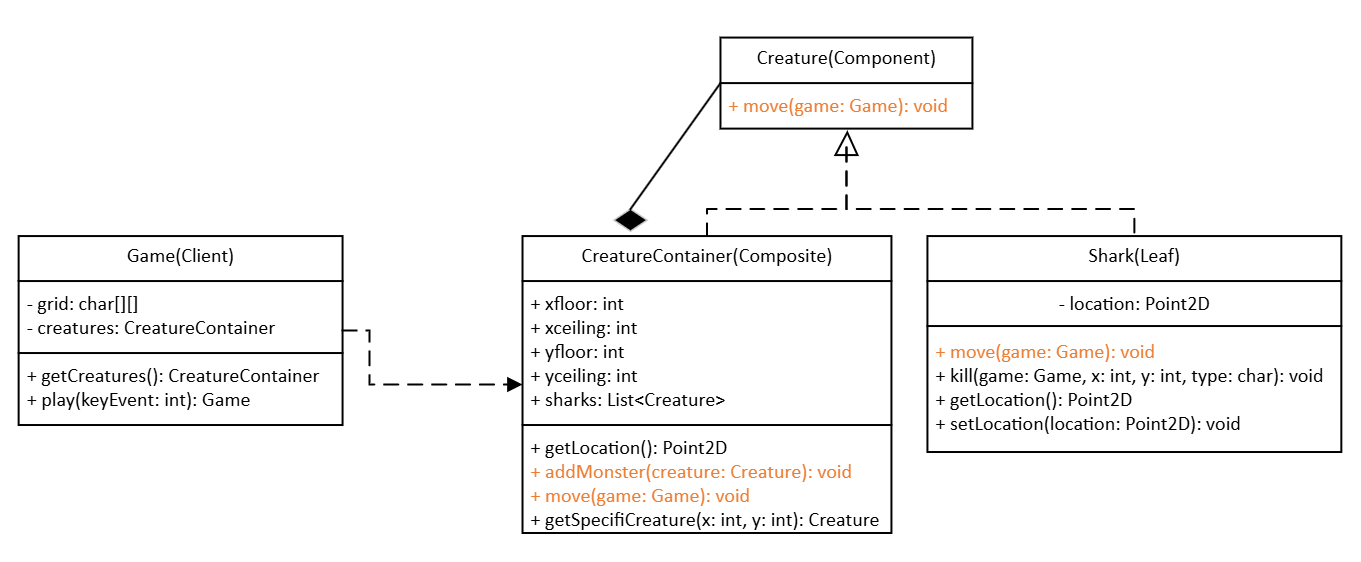 Creature(Component)
+ move(game: Game): void
Game(Client)
- grid: char[][]
- creatures: CreatureContainer
+ getCreatures(): CreatureContainer
+ play(keyEvent: int): Game
CreatureContainer(Composite)
+ xfloor: int
+ xceiling: int
+ yfloor: int
+ yceiling: int
+ sharks: List<Creature>
+ getLocation(): Point2D
+ addMonster(creature: Creature): void
+ move(game: Game): void
+ getSpecifiCreature(x: int, y: int): Creature
Shark(Leaf)
- location: Point2D
+ move(game: Game): void
+ kill(game: Game, x: int, y: int, type: char): void
+ getLocation(): Point2D
+ setLocation(location: Point2D): void